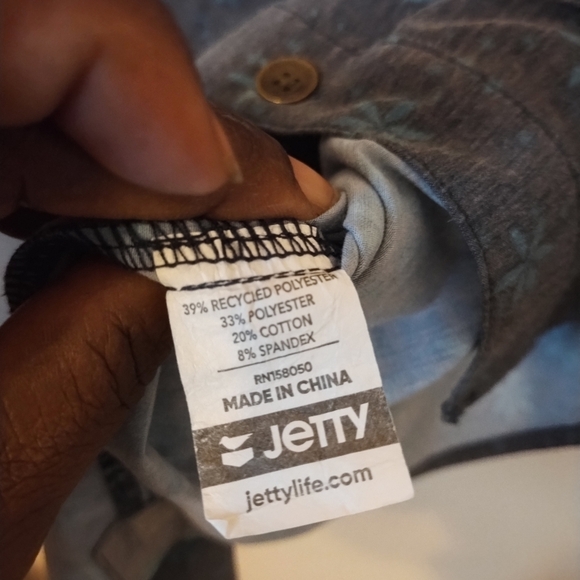 39% RECYCLED POLYESTER
33% POLYESTER
20% COTTON
8% SPANDEX
RN158050
MADE IN CHINA
JETTY
jettylife.com